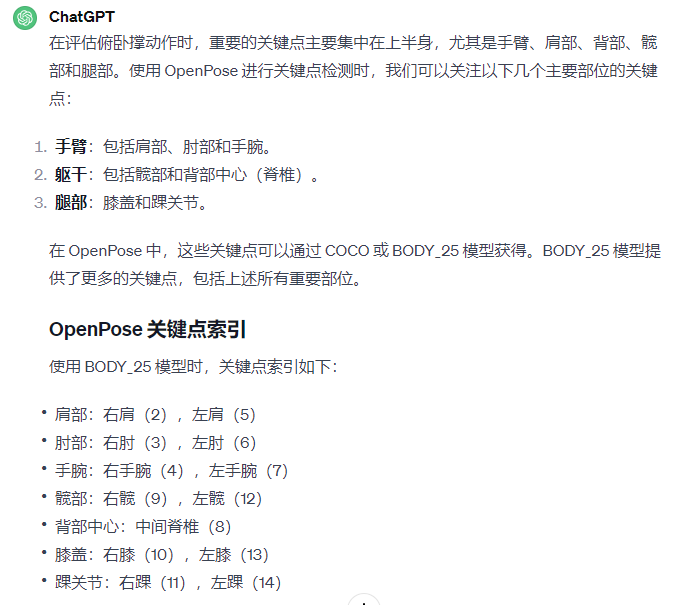 ChatGPT
在评估俯卧撑动作时，重要的关键点主要集中在上半身，尤其是手臂、肩部、背部、髋
部和腿部。使用 OpenPose 进行关键点检测时，我们可以关注以下几个主要部位的关键
点：
1. 手臂：包括肩部、肘部和手腕。
2. 躯干：包括髋部和背部中心（脊椎）。
3. 腿部：膝盖和踝关节。
在 OpenPose 中，这些关键点可以通过 COCO 或 BODY_25 模型获得。BODY_25 模型提
供了更多的关键点，包括上述所有重要部位。
OpenPose 关键点索引
使用 BODY_25 模型时，关键点索引如下：
• 肩部：右肩（2），左肩（5）
• 肘部：右肘（3），左肘（6）
• 手腕：右手腕（4），左手腕（7）
• 髋部：右髋（9），左髋（12）
• 背部中心：中间脊椎（8）
• 膝盖：右膝（10），左膝（13）
• 踝关节：右踝（11），左踝（14）